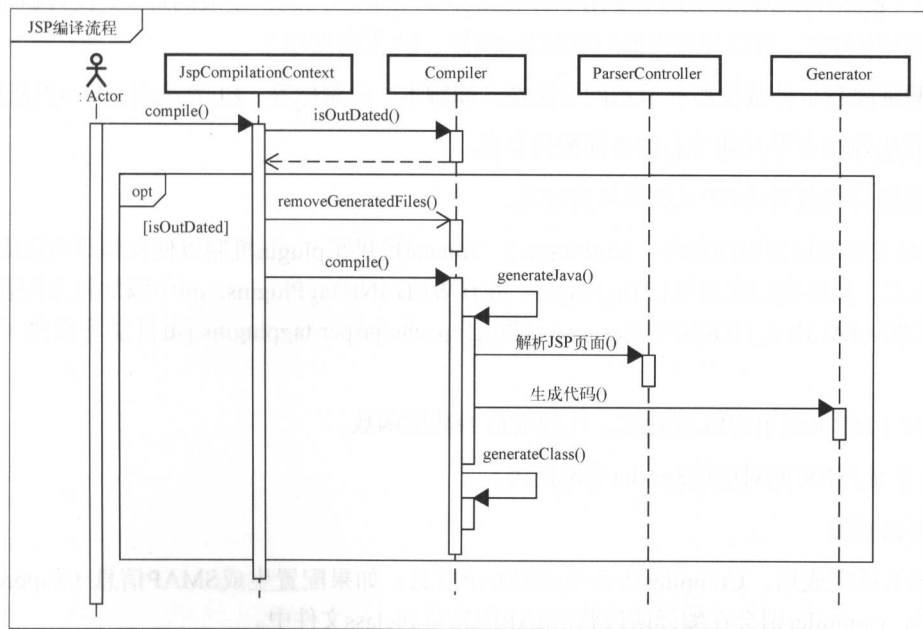 JSP编译流程
: Actor
JspCompilationContext
Compiler
ParserController
Generator
compile()
isOutDated()
opt
[isOutDated]
removeGeneratedFiles()
compile()
generateJava()
解析JSP页面()
生成代码()
generateClass()